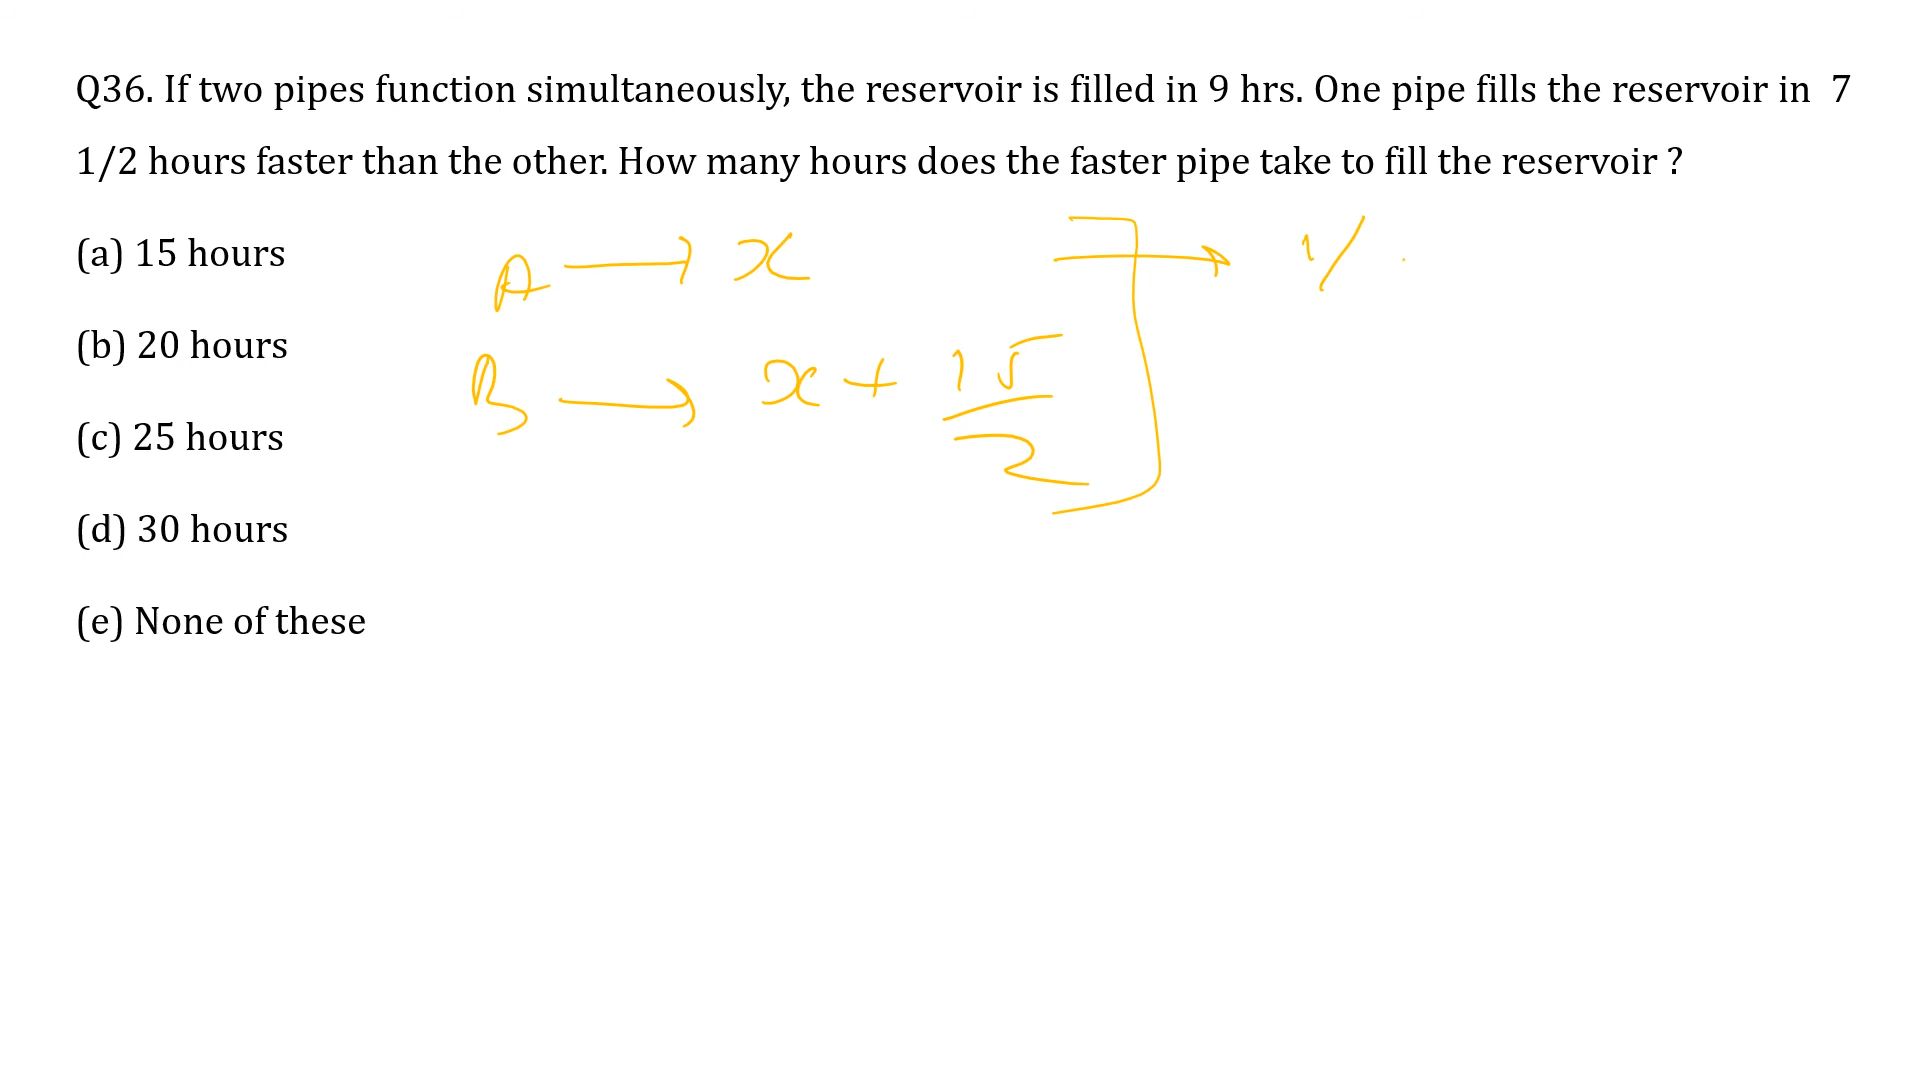 Q36. If two pipes function simultaneously, the reservoir is filled in 9 hrs. One pipe fills the reservoir in 7
1/2 hours faster than the other. How many hours does the faster pipe take to fill the reservoir ?
(a) 15 hours
A → x → 1/
(b) 20 hours
B → x + 15/2
(c) 25 hours
(d) 30 hours
(e) None of these